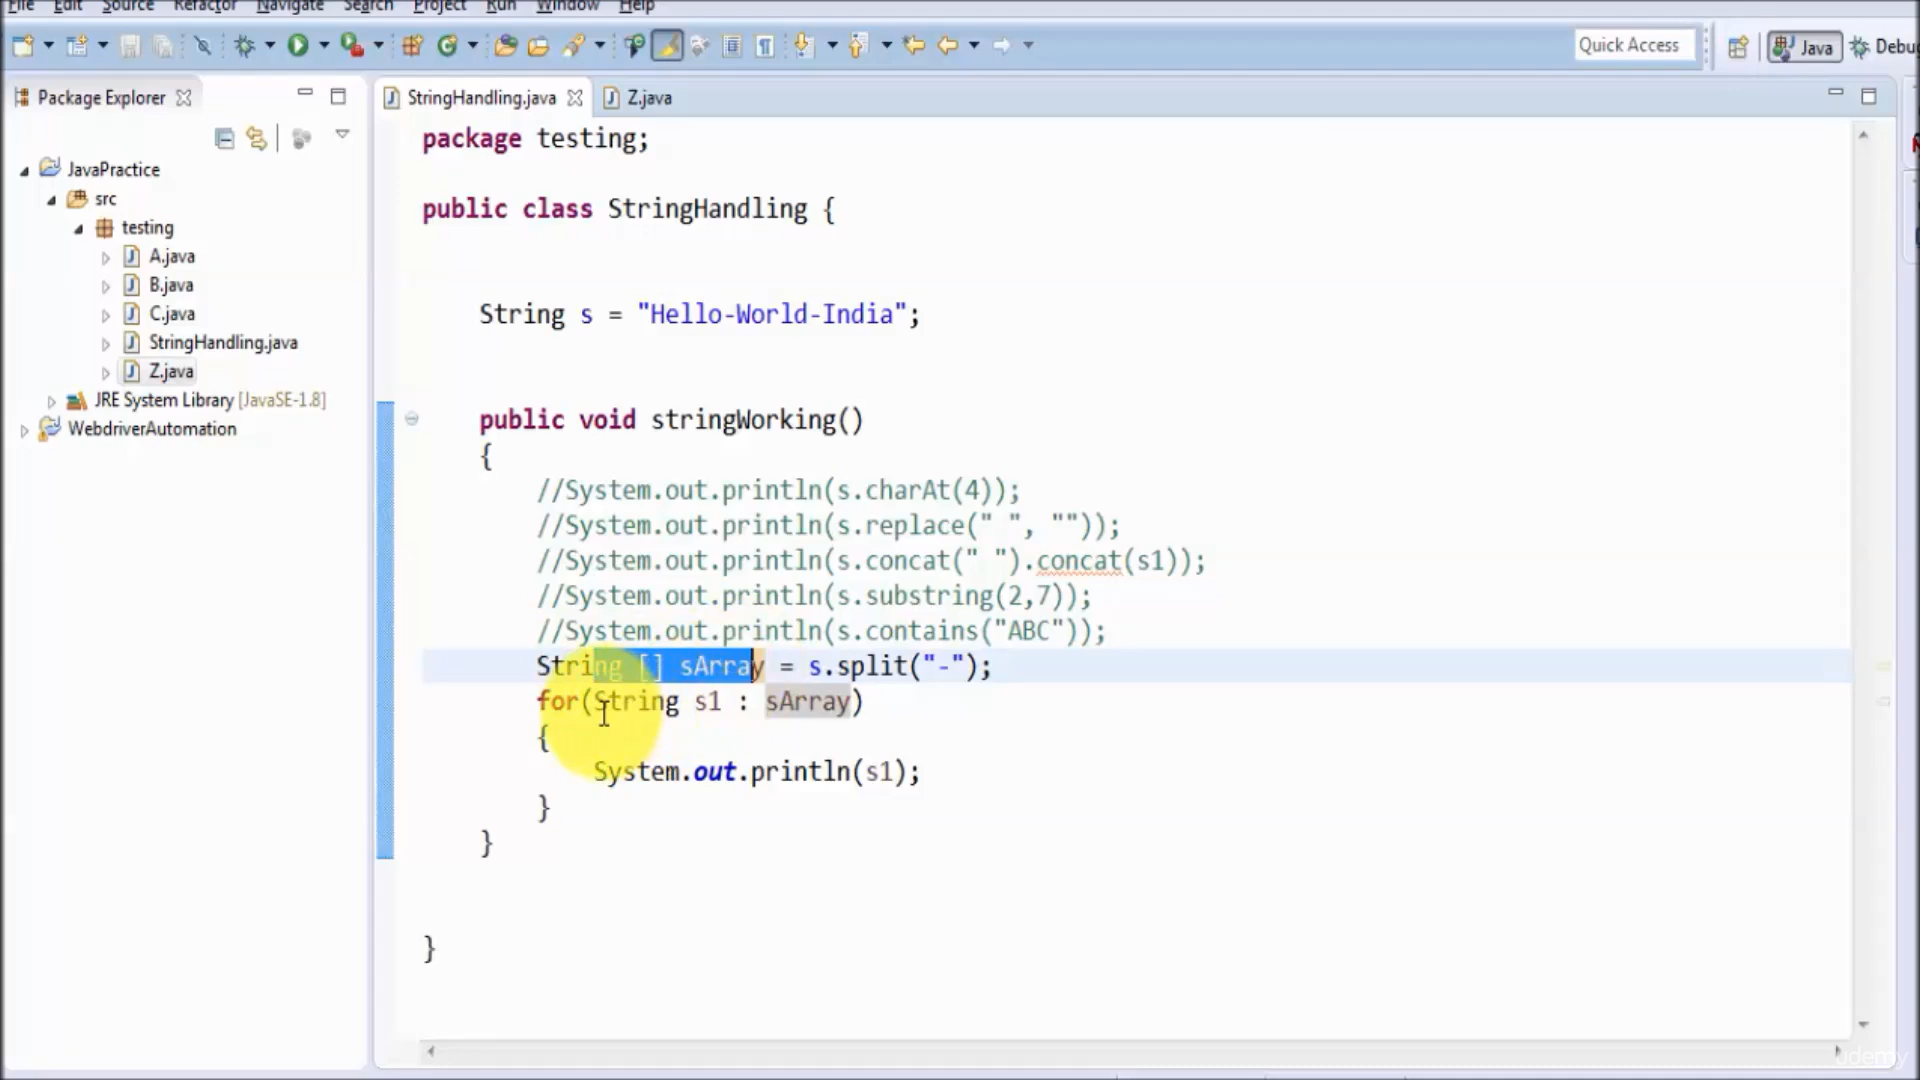 File Edit Source Refactor Navigate Search Project Run Window Help
Quick Access
Java
Debug
Package Explorer
StringHandling.java
Z.java
JavaPractice
src
testing
A.java
B.java
C.java
StringHandling.java
Z.java
JRE System Library [JavaSE-1.8]
WebdriverAutomation
package testing;
public class StringHandling {
String s = "Hello-World-India";
public void stringWorking()
{
//System.out.println(s.charAt(4));
//System.out.println(s.replace(" ", ""));
//System.out.println(s.concat(" ").concat(s1));
//System.out.println(s.substring(2,7));
//System.out.println(s.contains("ABC"));
String [] sArray = s.split("-");
for(String s1 : sArray)
{
System.out.println(s1);
}
}
}
udemy